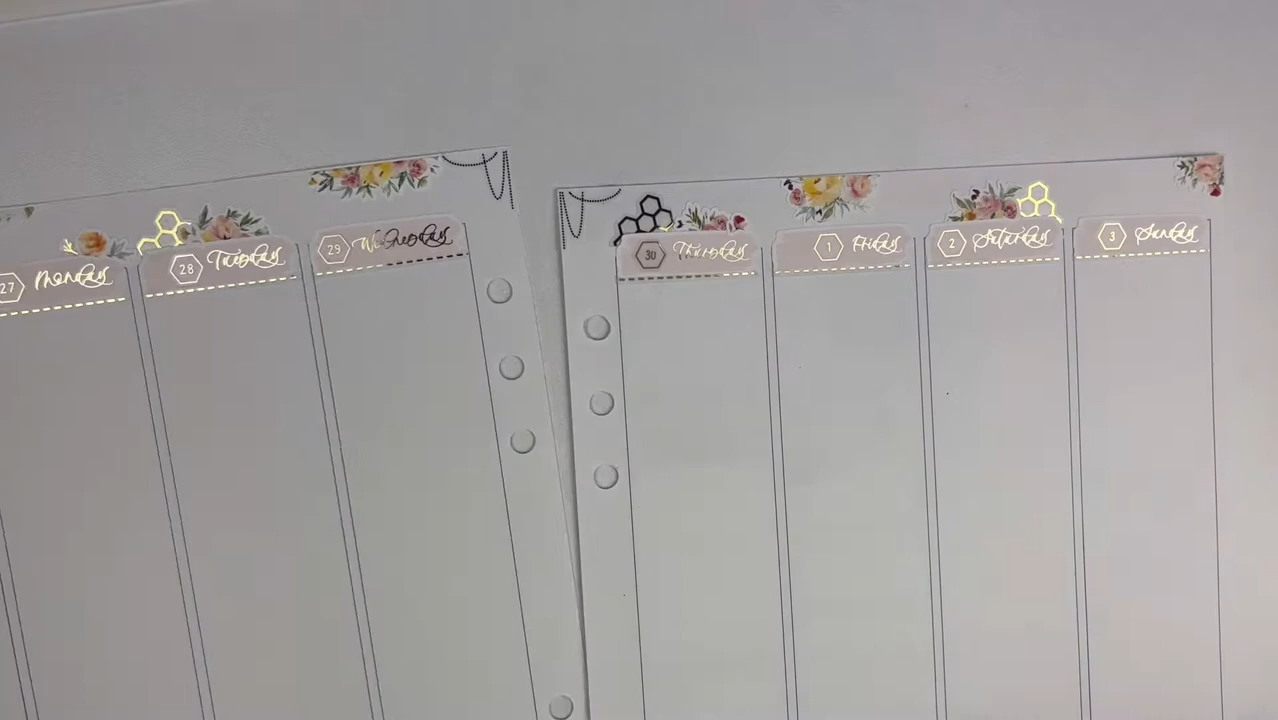 27 Monday
28 Tuesday
29 Wednesday
30 Thursday
1 Friday
2 Saturday
3 Sunday